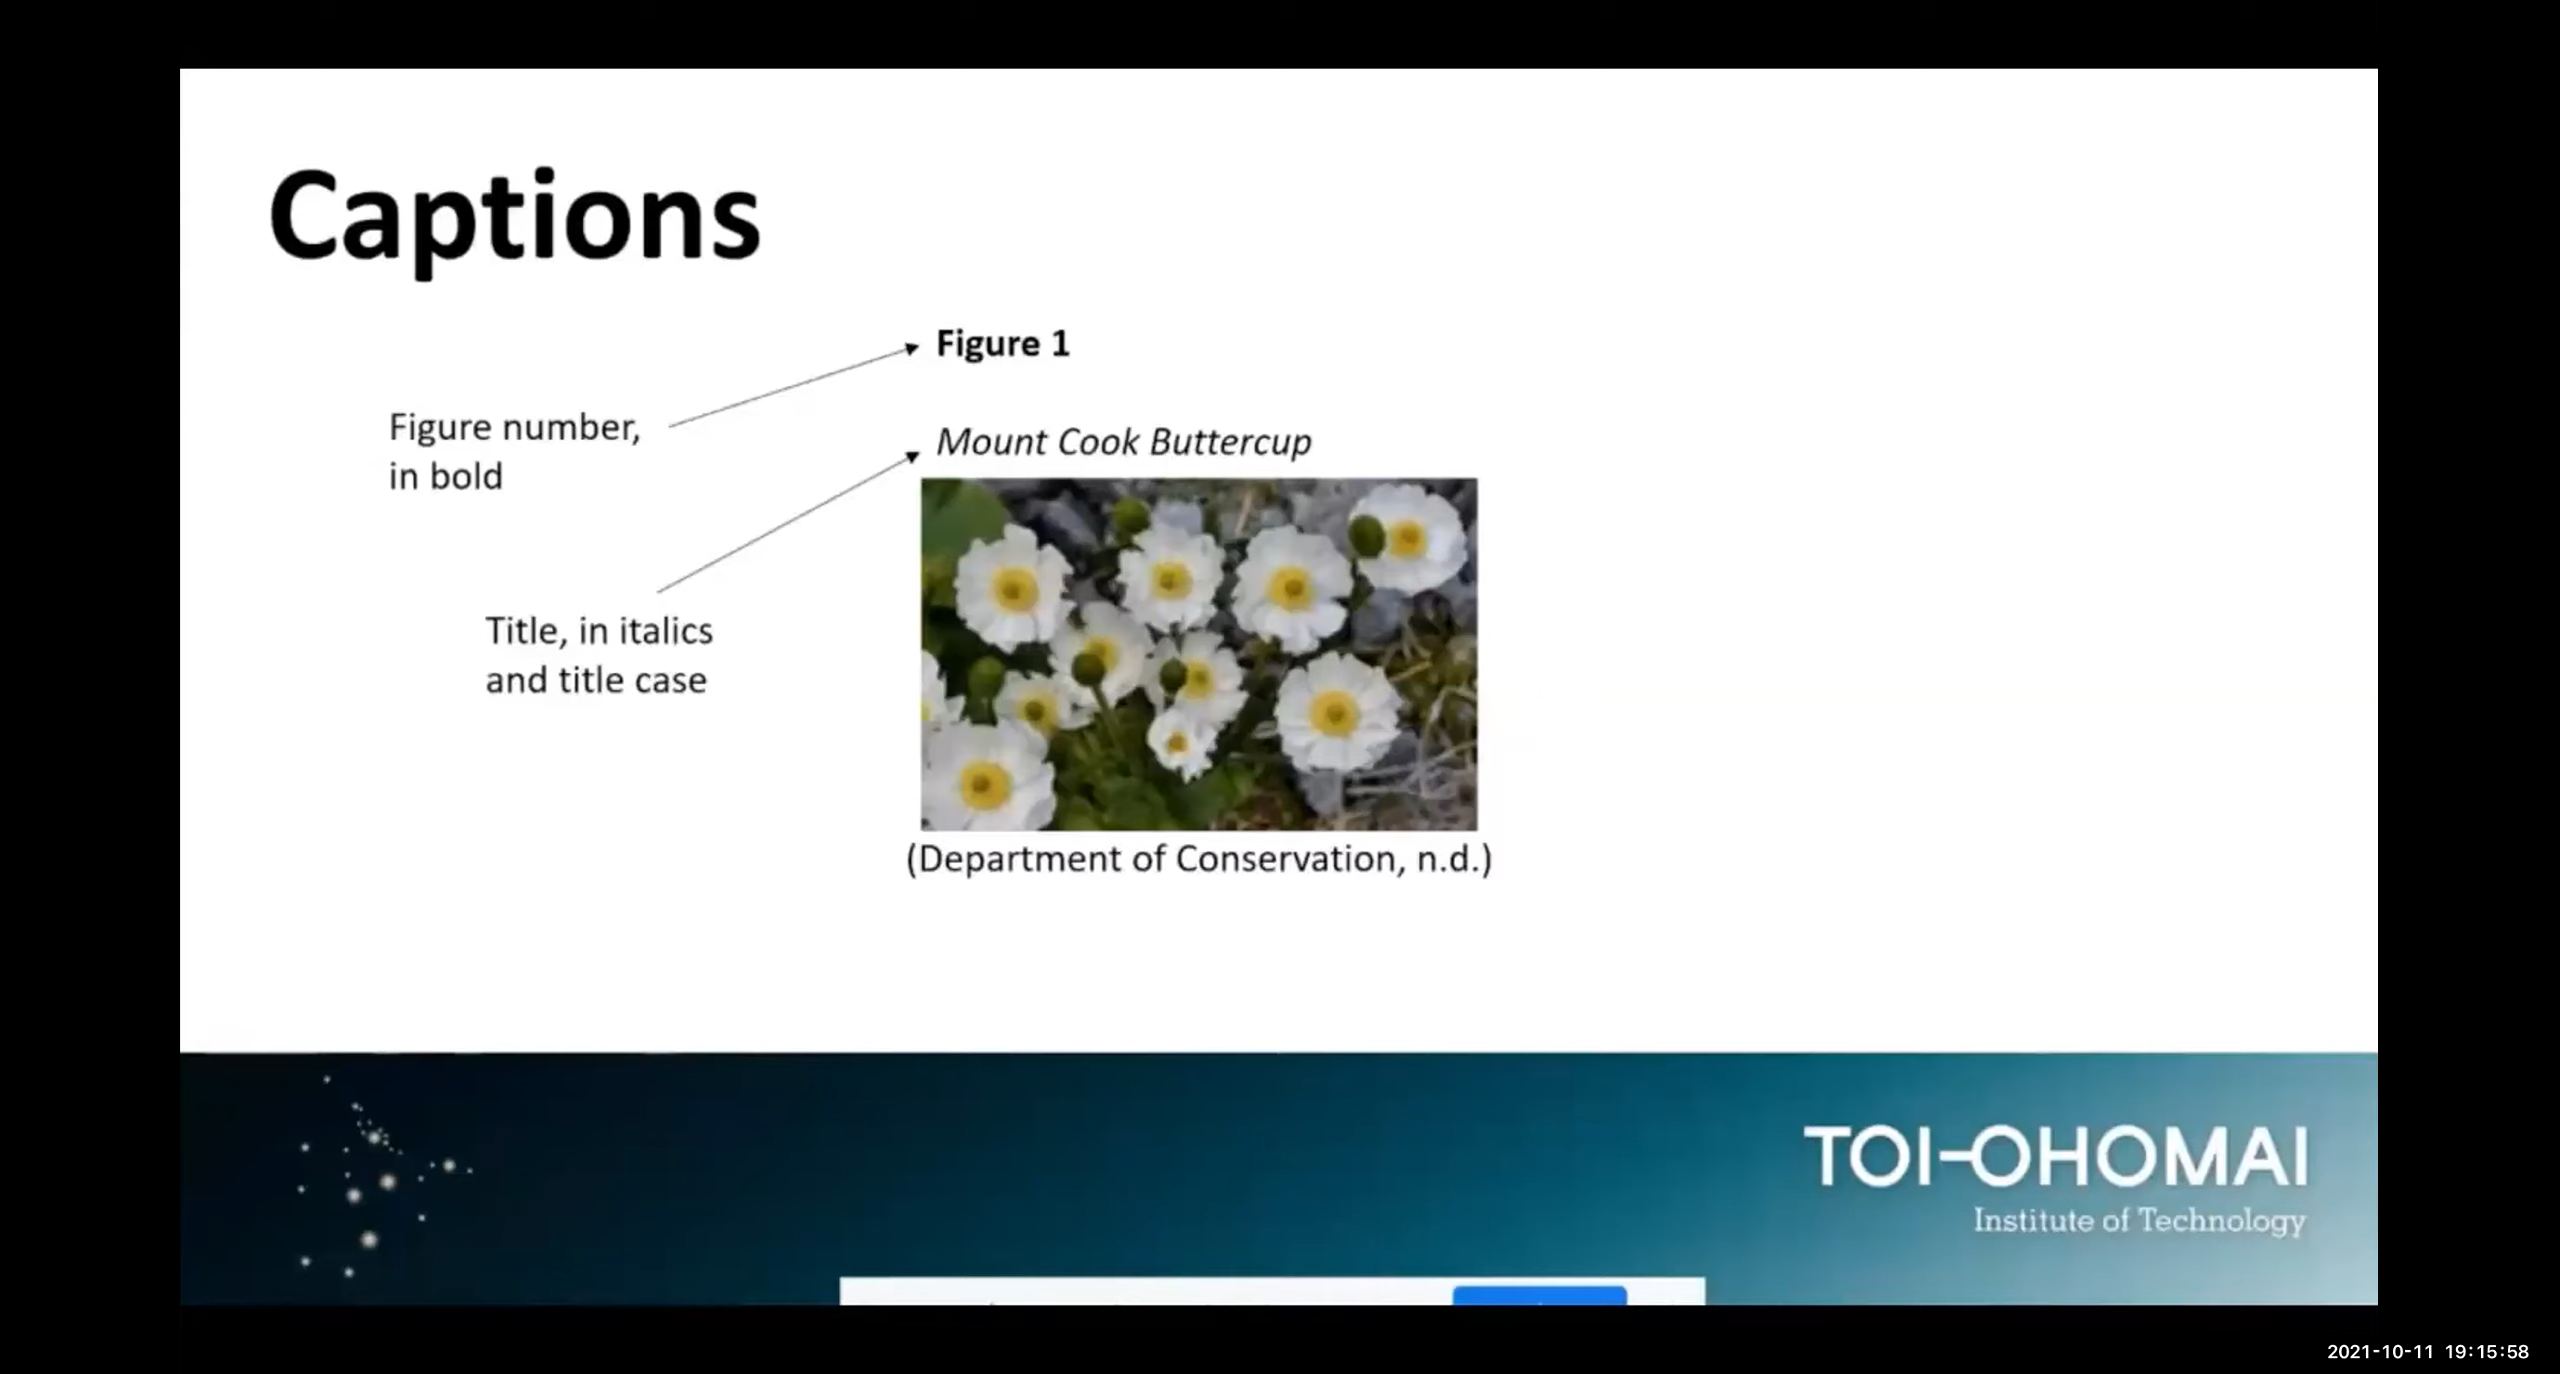 Captions
Figure 1
Figure number,
in bold
Mount Cook Buttercup
Title, in italics
and title case
(Department of Conservation, n.d.)
TOI-OHOMAI
Institute of Technology
2021-10-11 19:15:58